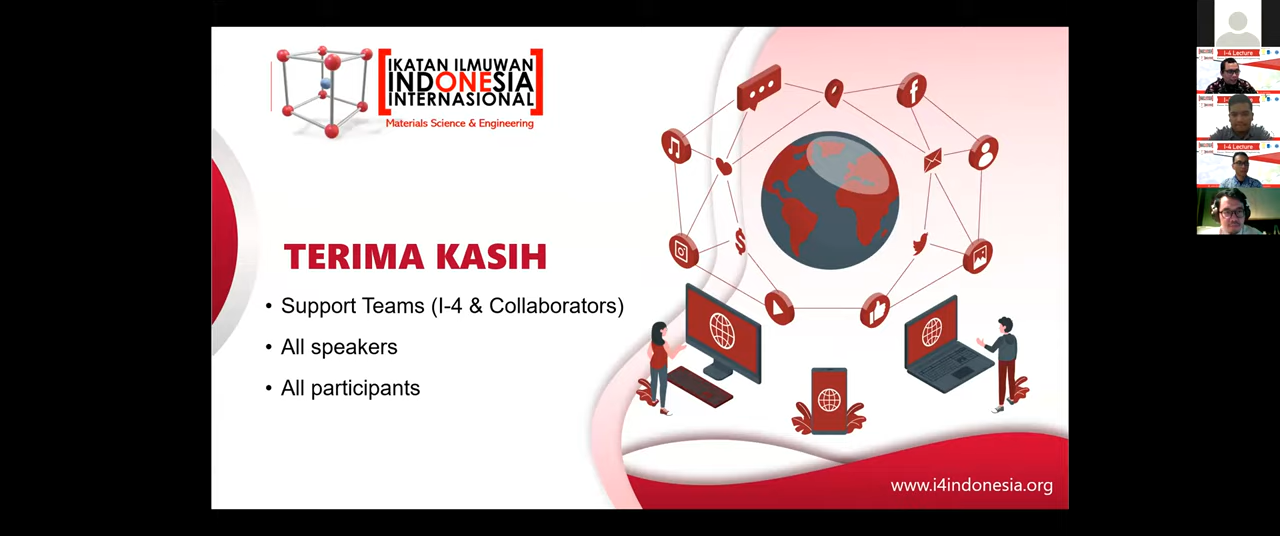 IKATAN ILMUWAN
INDONESIA
INTERNASIONAL
Materials Science & Engineering
TERIMA KASIH
• Support Teams (I-4 & Collaborators)
• All speakers
• All participants
www.i4indonesia.org
I-4 Lecture
I-4 Lecture